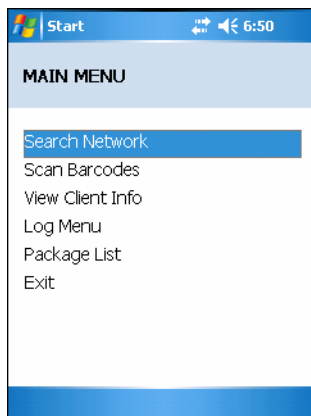 Start 6:50
MAIN MENU
Search Network
Scan Barcodes
View Client Info
Log Menu
Package List
Exit